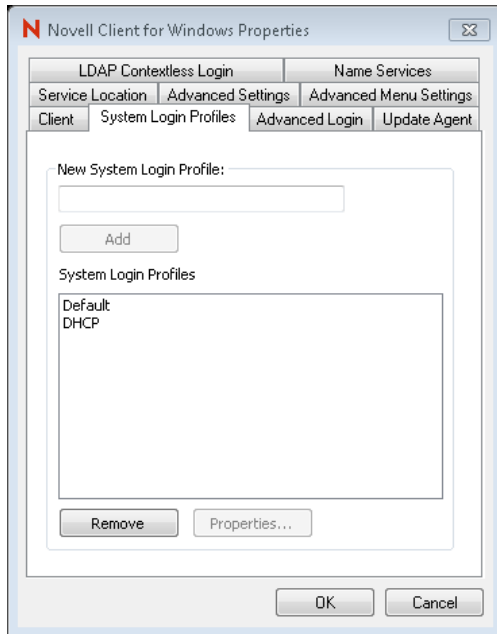 Novell Client for Windows Properties
LDAP Contextless Login Name Services
Service Location Advanced Settings Advanced Menu Settings
Client System Login Profiles Advanced Login Update Agent
New System Login Profile:
Add
System Login Profiles
Default
DHCP
Remove Properties...
OK Cancel